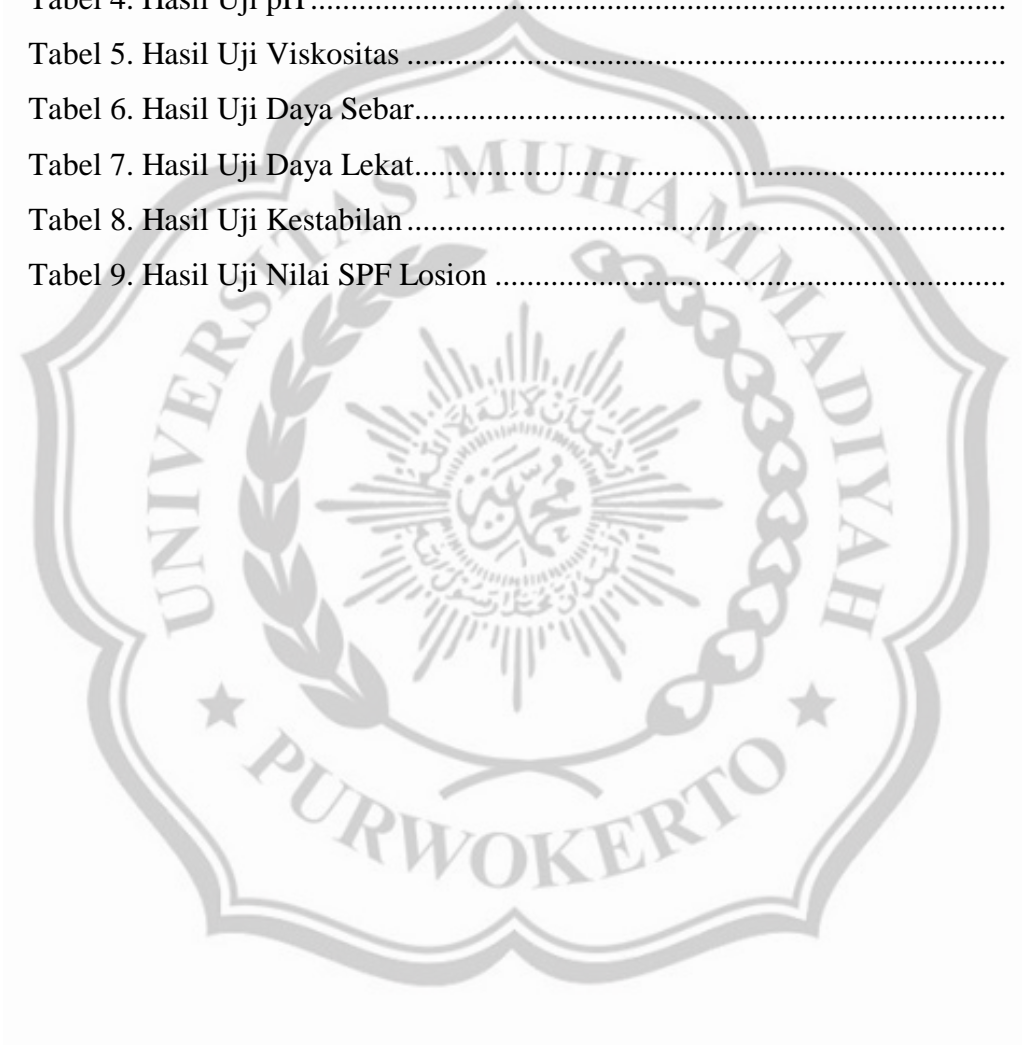 Tabel 4. Hasil Uji pH.......................................................................................
Tabel 5. Hasil Uji Viskositas ...........................................................................
Tabel 6. Hasil Uji Daya Sebar..........................................................................
Tabel 7. Hasil Uji Daya Lekat..........................................................................
Tabel 8. Hasil Uji Kestabilan ...........................................................................
Tabel 9. Hasil Uji Nilai SPF Losion ................................................................
UNIVERSITAS MUHAMMADIYAH
PURWOKERTO